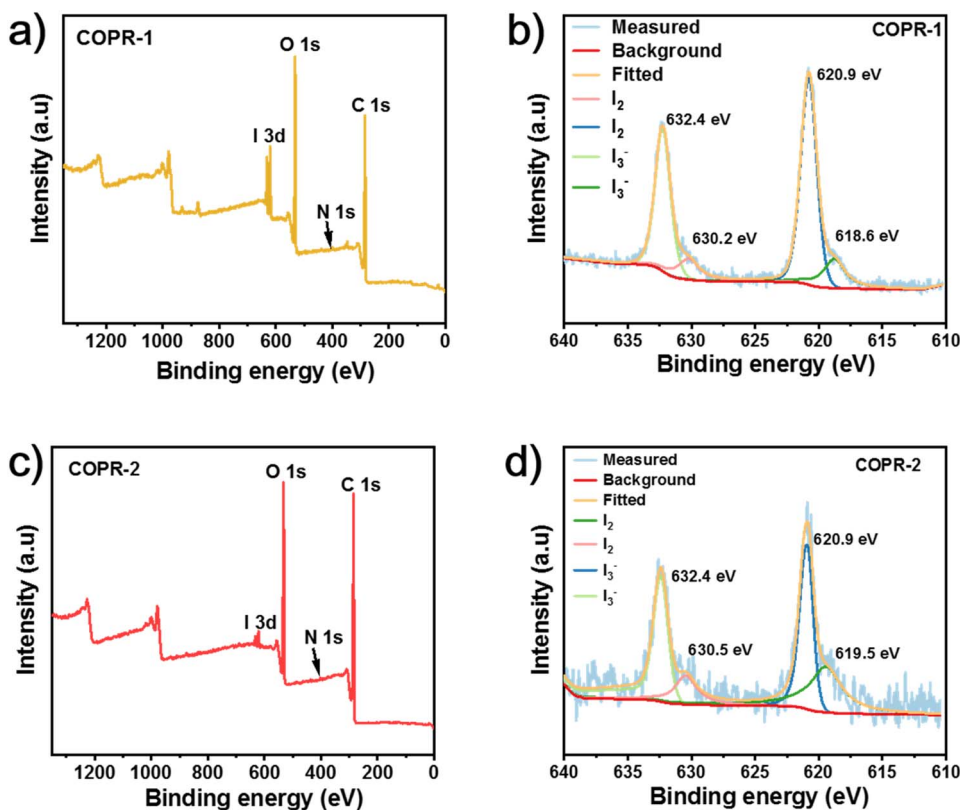 a)
COPR-1
O 1s
C 1s
I 3d
N 1s
Intensity (a.u)
1200 1000 800 600 400 200 0
Binding energy (eV)
b)
COPR-1
Measured
Background
Fitted
I₂
I₂
I₃⁻
I₃⁻
620.9 eV
632.4 eV
630.2 eV
618.6 eV
Intensity (a.u)
640 635 630 625 620 615 610
Binding energy (eV)
c)
COPR-2
O 1s
C 1s
I 3d
N 1s
Intensity (a.u)
1200 1000 800 600 400 200 0
Binding energy (eV)
d)
COPR-2
Measured
Background
Fitted
I₂
I₂
I₃⁻
I₃⁻
620.9 eV
632.4 eV
630.5 eV
619.5 eV
Intensity (a.u)
640 635 630 625 620 615 610
Binding energy (eV)